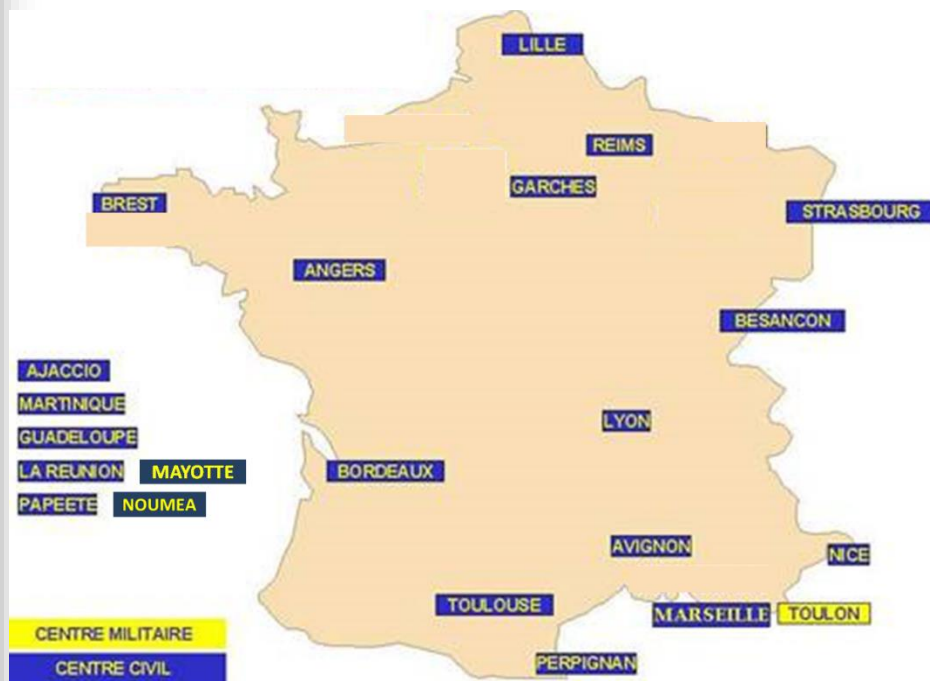 LILLE
REIMS
GARCHES
BREST
STRASBOURG
ANGERS
BESANCON
AJACCIO
MARTINIQUE
LYON
GUADELOUPE
LA REUNION MAYOTTE
BORDEAUX
PAPEETE NOUMEA
AVIGNON
NICE
TOULOUSE
MARSEILLE TOULON
CENTRE MILITAIRE
PERPIGNAN
CENTRE CIVIL